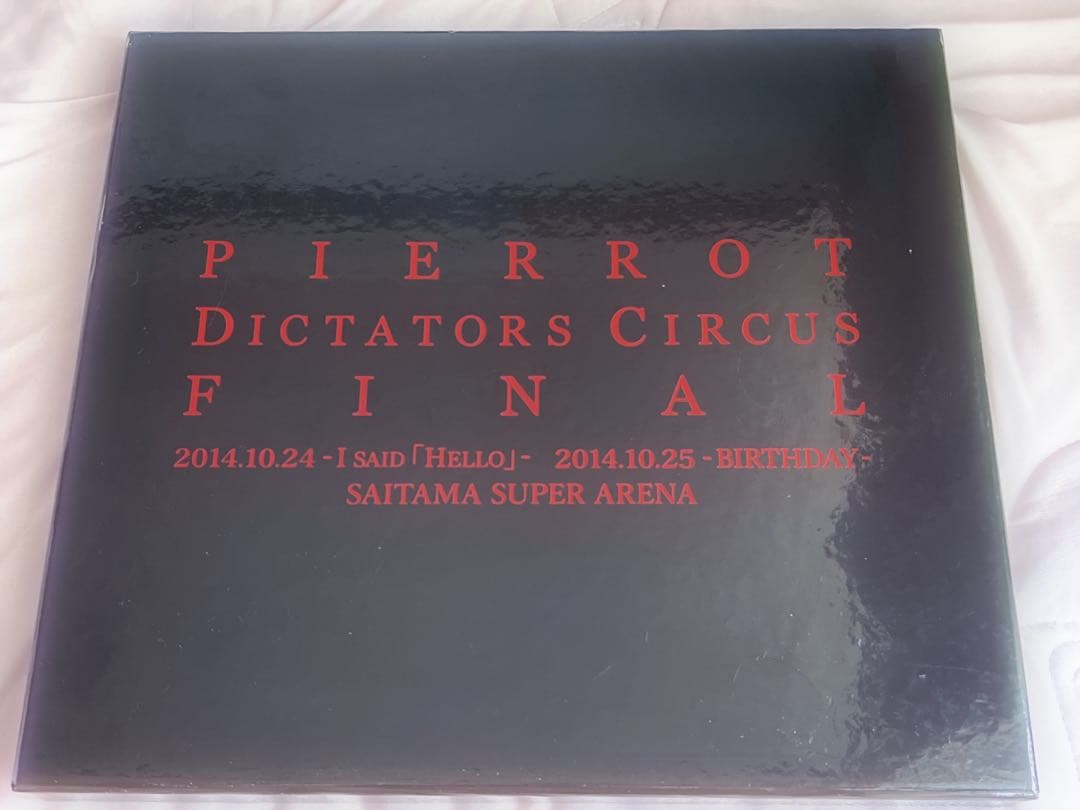 PIERROT
DICTATORS CIRCUS
FINAL
2014.10.24 -I SAID「HELLO」- 2014.10.25 -BIRTHDAY-
SAITAMA SUPER ARENA